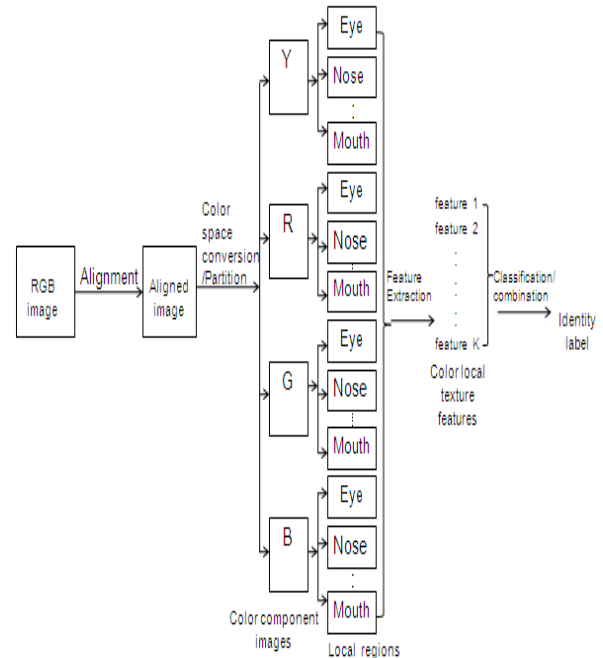 RGB
image
Alignment
Aligned
image
Color
space
conversion
/Partition
Y
Eye
Nose
Mouth
R
Eye
Nose
Mouth
G
Eye
Nose
Mouth
B
Eye
Nose
Mouth
Color component
images
Local regions
Feature
Extraction
feature 1
feature 2
feature K
Color local
texture
features
Classification/
combination
Identity
label